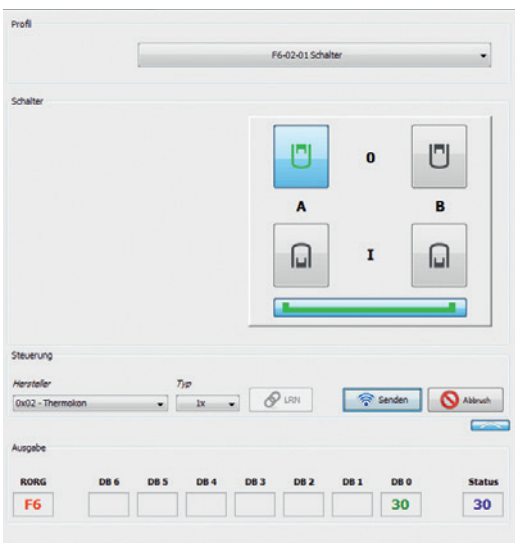 Profil
F6-02-01 Schalter
Schalter
0
A B
I
Steuerung
Hersteller Typ
0x02 - Thermokon 1x LRN Senden Abbruch
Ausgabe
RORG DB 6 DB 5 DB 4 DB 3 DB 2 DB 1 DB 0 Status
F6 30 30